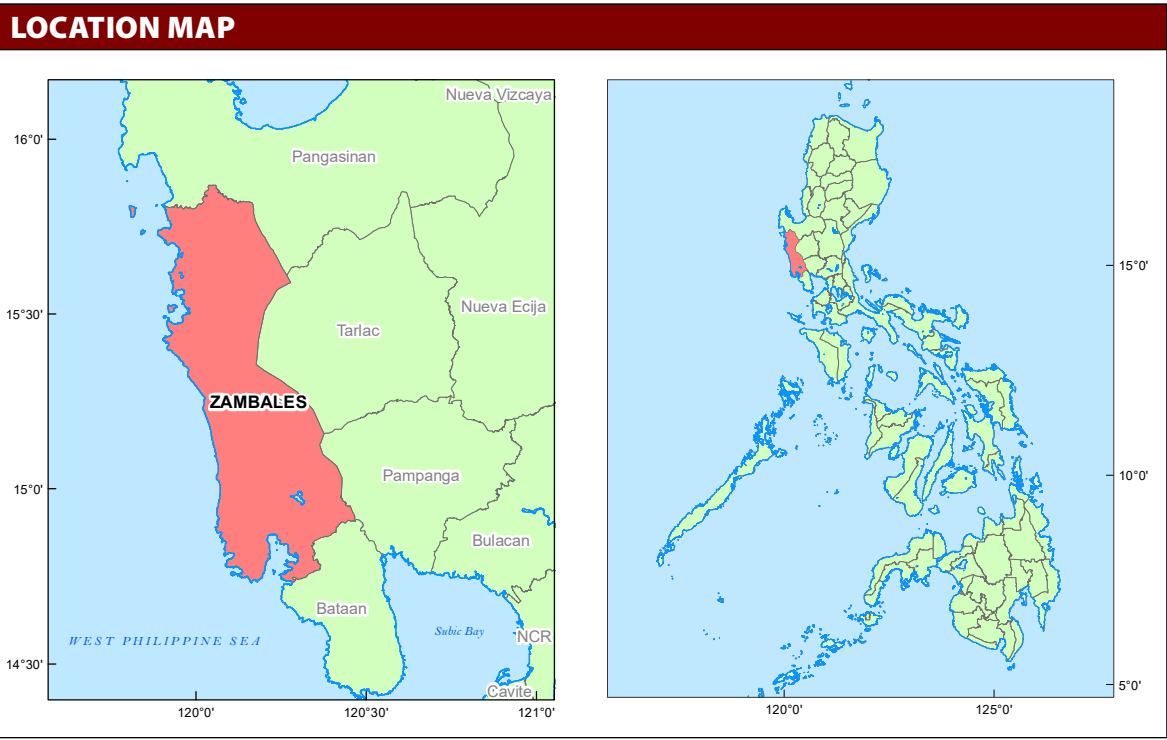 LOCATION MAP
Nueva Vizcaya
16°0'
Pangasinan
15°30'
Nueva Ecija
Tarlac
ZAMBALES
15°0'
Pampanga
Bulacan
Bataan
WEST PHILIPPINE SEA
Subic Bay
NCR
14°30'
Cavite
120°0'
120°30'
121°0'
15°0'
10°0'
5°0'
120°0'
125°0'